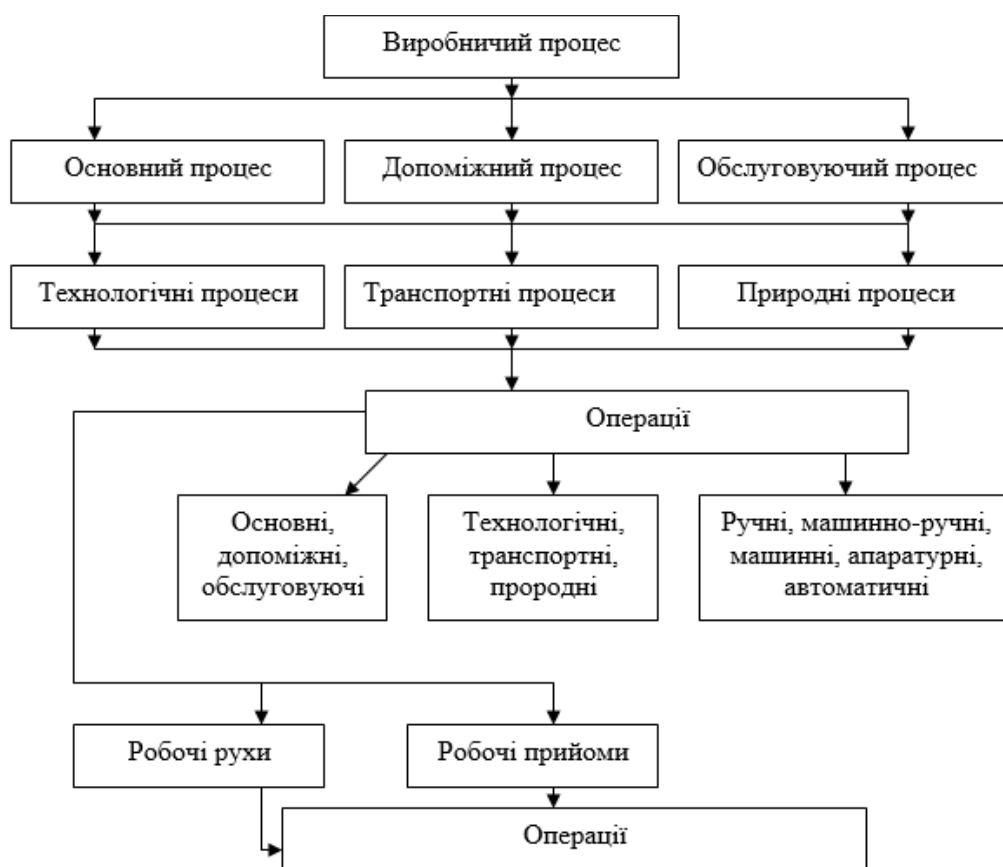 Виробничий процес
Основний процес
Допоміжний процес
Обслуговуючий процес
Технологічні процеси
Транспортні процеси
Природні процеси
Операції
Основні,
допоміжні,
обслуговуючі
Технологічні,
транспортні,
прородні
Ручні, машинно-ручні,
машинні, апаратурні,
автоматичні
Робочі рухи
Робочі прийоми
Операції